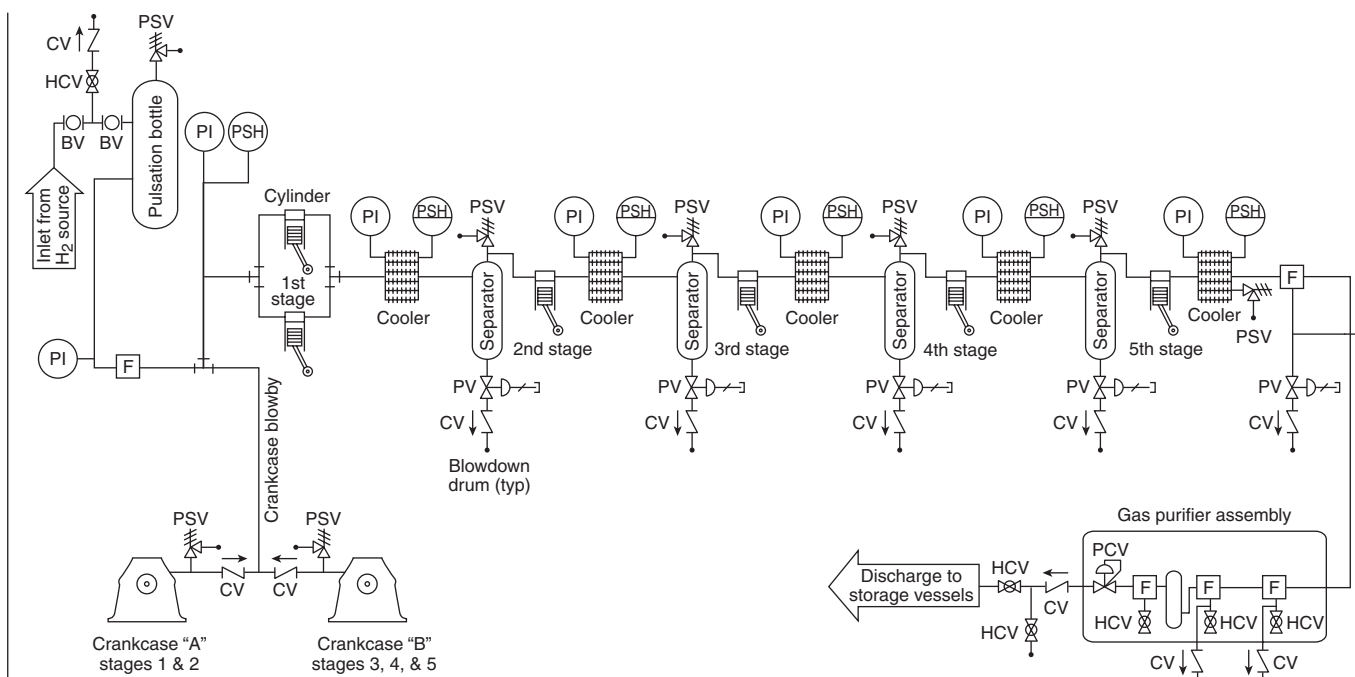 PSV
CV
HCV
BV
BV
Pulsation bottle
Inlet from
H2 source
PI
PSH
Cylinder
1st
stage
PI
F
Crankcase blowby
PI
PSH
Cooler
PSV
Separator
2nd stage
PV
CV
Blowdown
drum (typ)
PI
PSH
Cooler
PSV
Separator
3rd stage
PV
CV
PI
PSH
Cooler
PSV
Separator
4th stage
PV
CV
PI
PSH
Cooler
PSV
Separator
5th stage
PV
CV
PI
PSH
Cooler
PSV
F
PV
CV
PSV
CV
CV
PSV
Crankcase “A”
stages 1 & 2
Crankcase “B”
stages 3, 4, & 5
Gas purifier assembly
Discharge to
storage vessels
HCV
HCV
CV
PCV
F
HCV
F
HCV
F
HCV
CV
CV